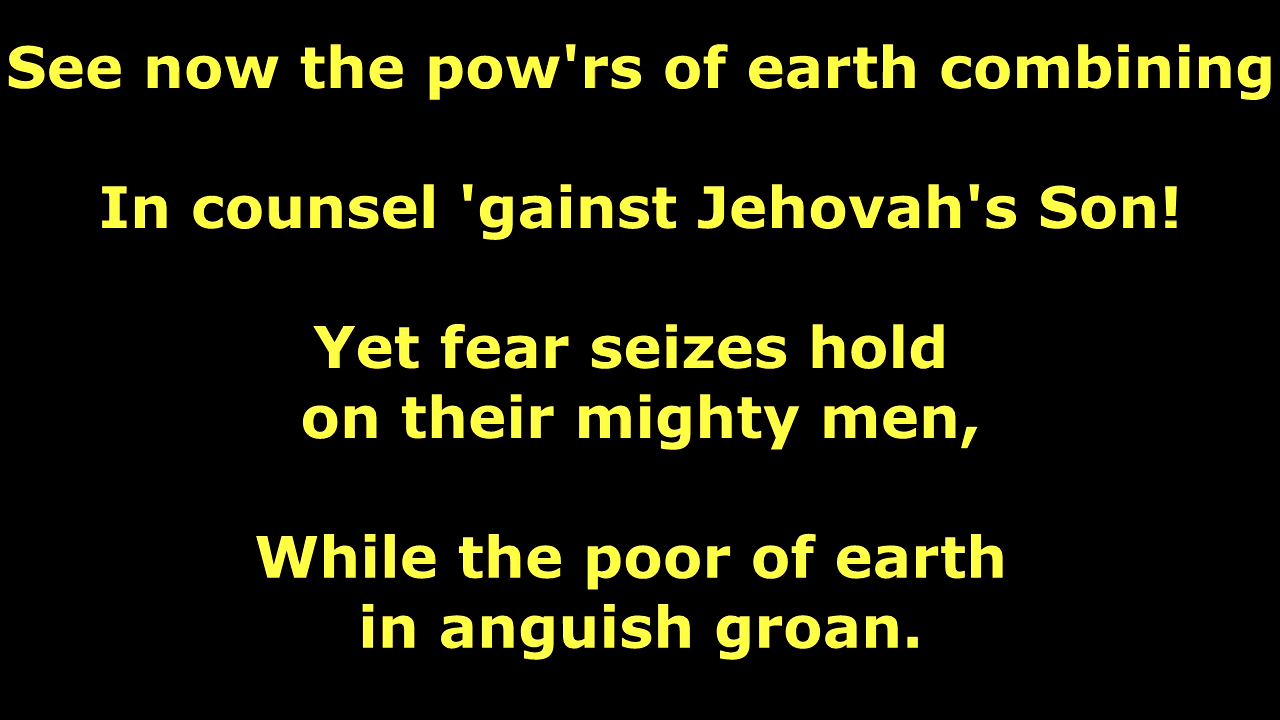 See now the pow'rs of earth combining
In counsel 'gainst Jehovah's Son!
Yet fear seizes hold
on their mighty men,
While the poor of earth
in anguish groan.